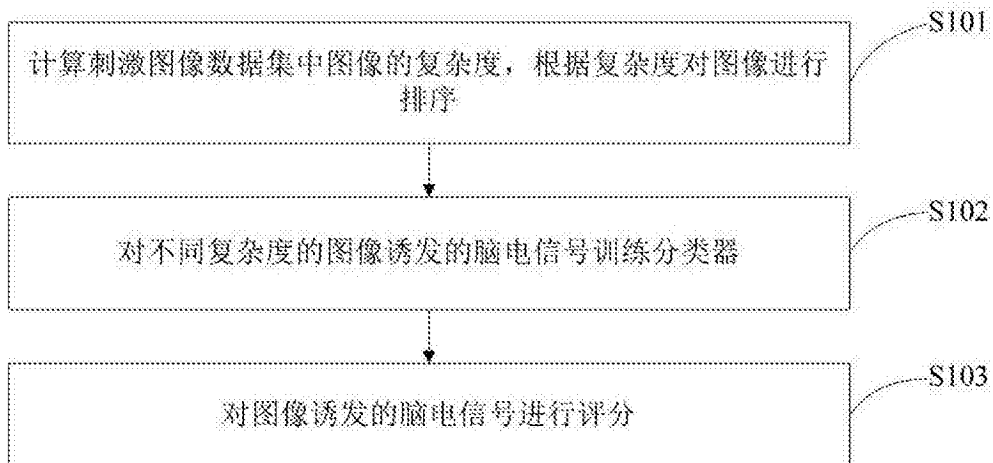 S101
计算刺激图像数据集中图像的复杂度，根据复杂度对图像进行
排序
S102
对不同复杂度的图像诱发的脑电信号训练分类器
S103
对图像诱发的脑电信号进行评分